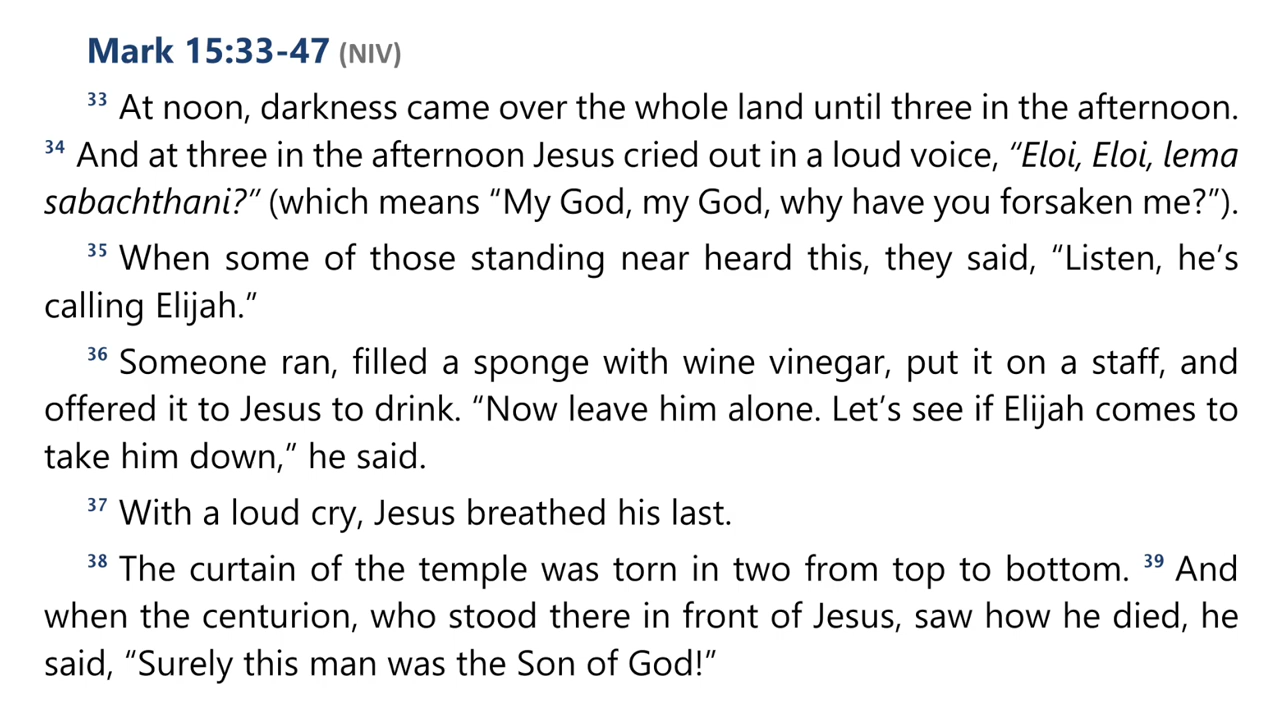 Mark 15:33-47 (NIV)
33 At noon, darkness came over the whole land until three in the afternoon.
34 And at three in the afternoon Jesus cried out in a loud voice, “Eloi, Eloi, lema
sabachthani?” (which means “My God, my God, why have you forsaken me?”).
35 When some of those standing near heard this, they said, “Listen, he’s
calling Elijah.”
36 Someone ran, filled a sponge with wine vinegar, put it on a staff, and
offered it to Jesus to drink. “Now leave him alone. Let’s see if Elijah comes to
take him down,” he said.
37 With a loud cry, Jesus breathed his last.
38 The curtain of the temple was torn in two from top to bottom. 39 And
when the centurion, who stood there in front of Jesus, saw how he died, he
said, “Surely this man was the Son of God!”